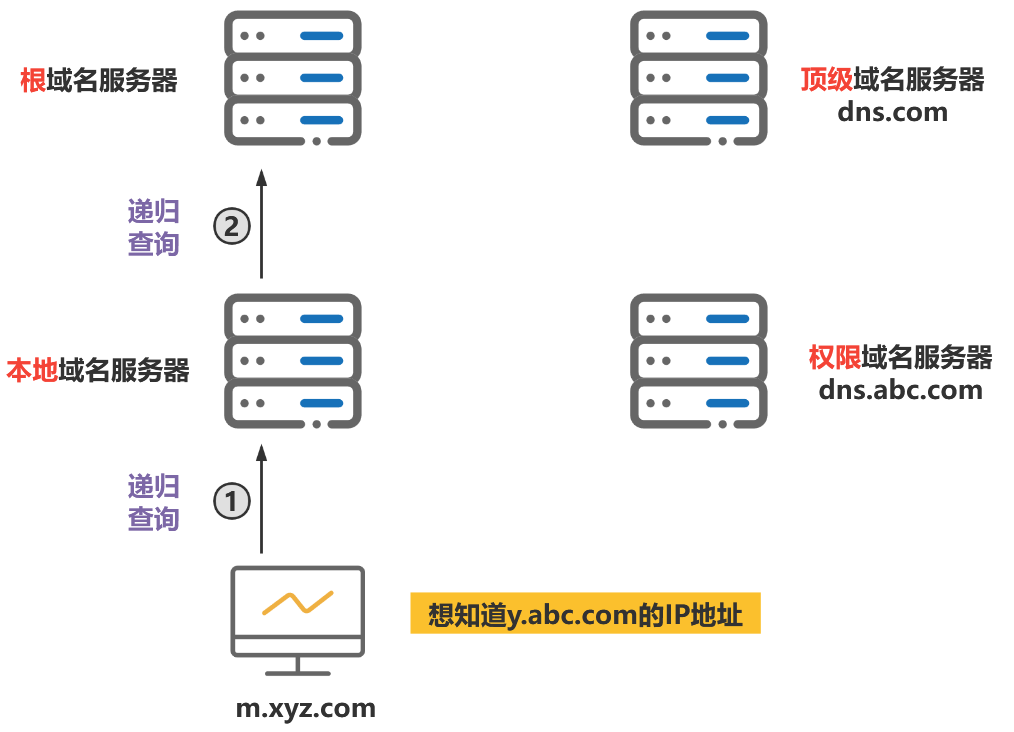 根域名服务器
顶级域名服务器
dns.com
递归
查询
2
本地域名服务器
权限域名服务器
dns.abc.com
递归
查询
1
想知道y.abc.com的IP地址
m.xyz.com